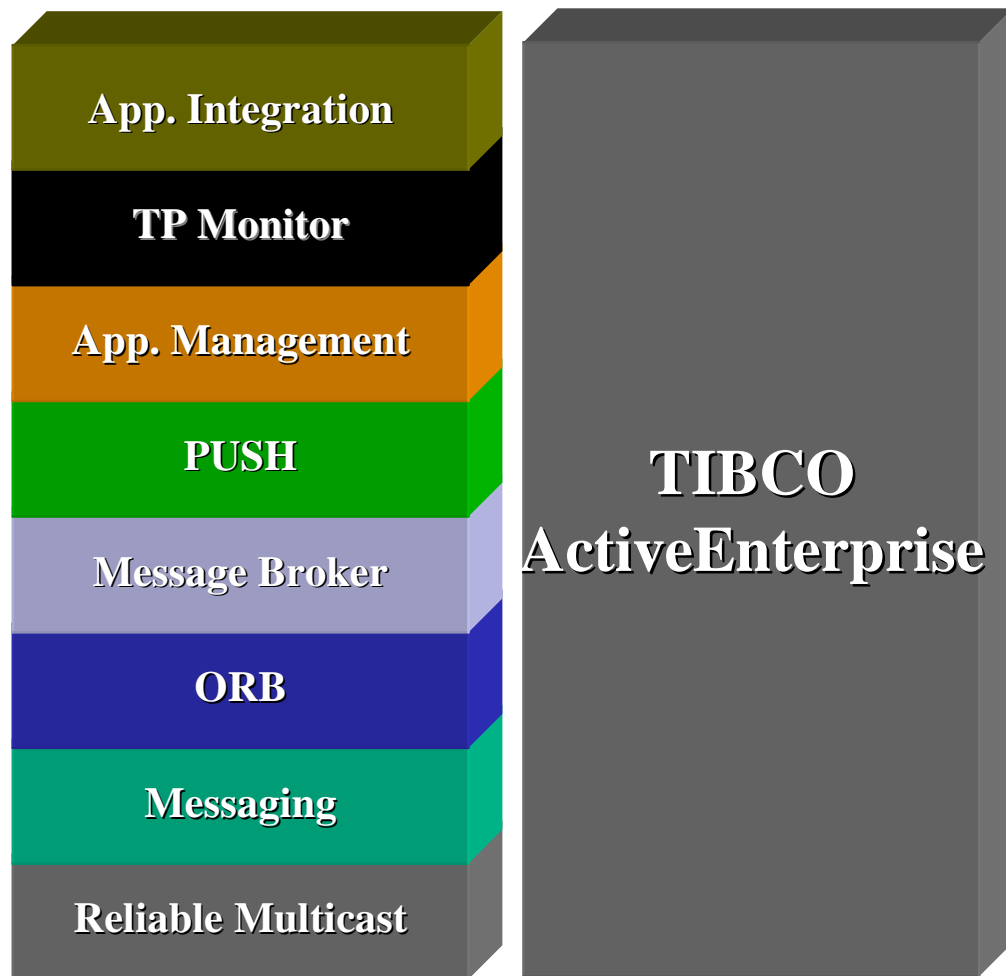 App. Integration
TP Monitor
App. Management
PUSH
Message Broker
ORB
Messaging
Reliable Multicast
TIBCO
ActiveEnterprise